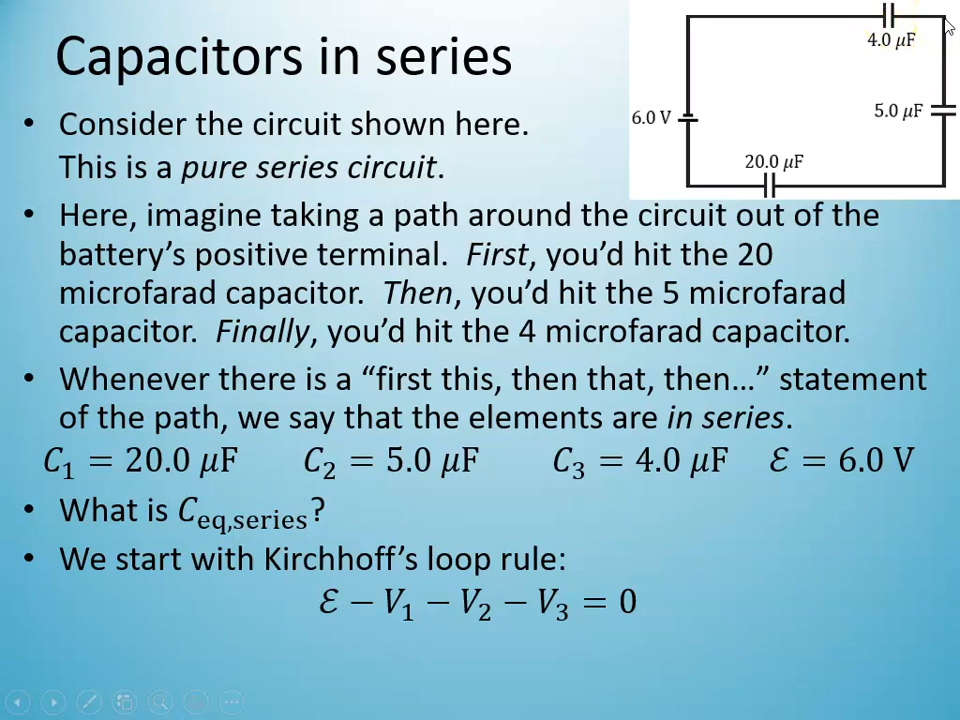 Capacitors in series
4.0 μF
5.0 μF
6.0 V
20.0 μF
• Consider the circuit shown here.
This is a pure series circuit.
• Here, imagine taking a path around the circuit out of the
battery’s positive terminal. First, you’d hit the 20
microfarad capacitor. Then, you’d hit the 5 microfarad
capacitor. Finally, you’d hit the 4 microfarad capacitor.
• Whenever there is a “first this, then that, then…” statement
of the path, we say that the elements are in series.
C₁ = 20.0 μF C₂ = 5.0 μF C₃ = 4.0 μF ℰ = 6.0 V
• What is C_eq,series?
• We start with Kirchhoff’s loop rule:
ℰ − V₁ − V₂ − V₃ = 0